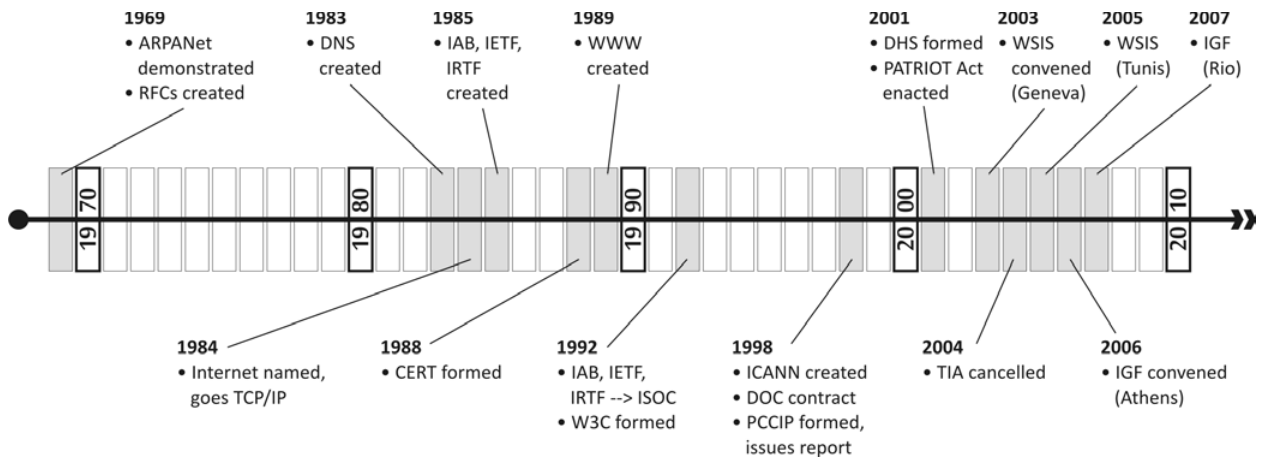 1969
• ARPANet
demonstrated
• RFCs created
1983
• DNS
created
1985
• IAB, IETF,
IRTF
created
1989
• WWW
created
2001
• DHS formed
• PATRIOT Act
enacted
2003
• WSIS
convened
(Geneva)
2005
• WSIS
(Tunis)
2007
• IGF
(Rio)
1970
1980
1990
2000
2010
1984
• Internet named,
goes TCP/IP
1988
• CERT formed
1992
• IAB, IETF,
IRTF --> ISOC
• W3C formed
1998
• ICANN created
• DOC contract
• PCCIP formed,
issues report
2004
• TIA cancelled
2006
• IGF convened
(Athens)